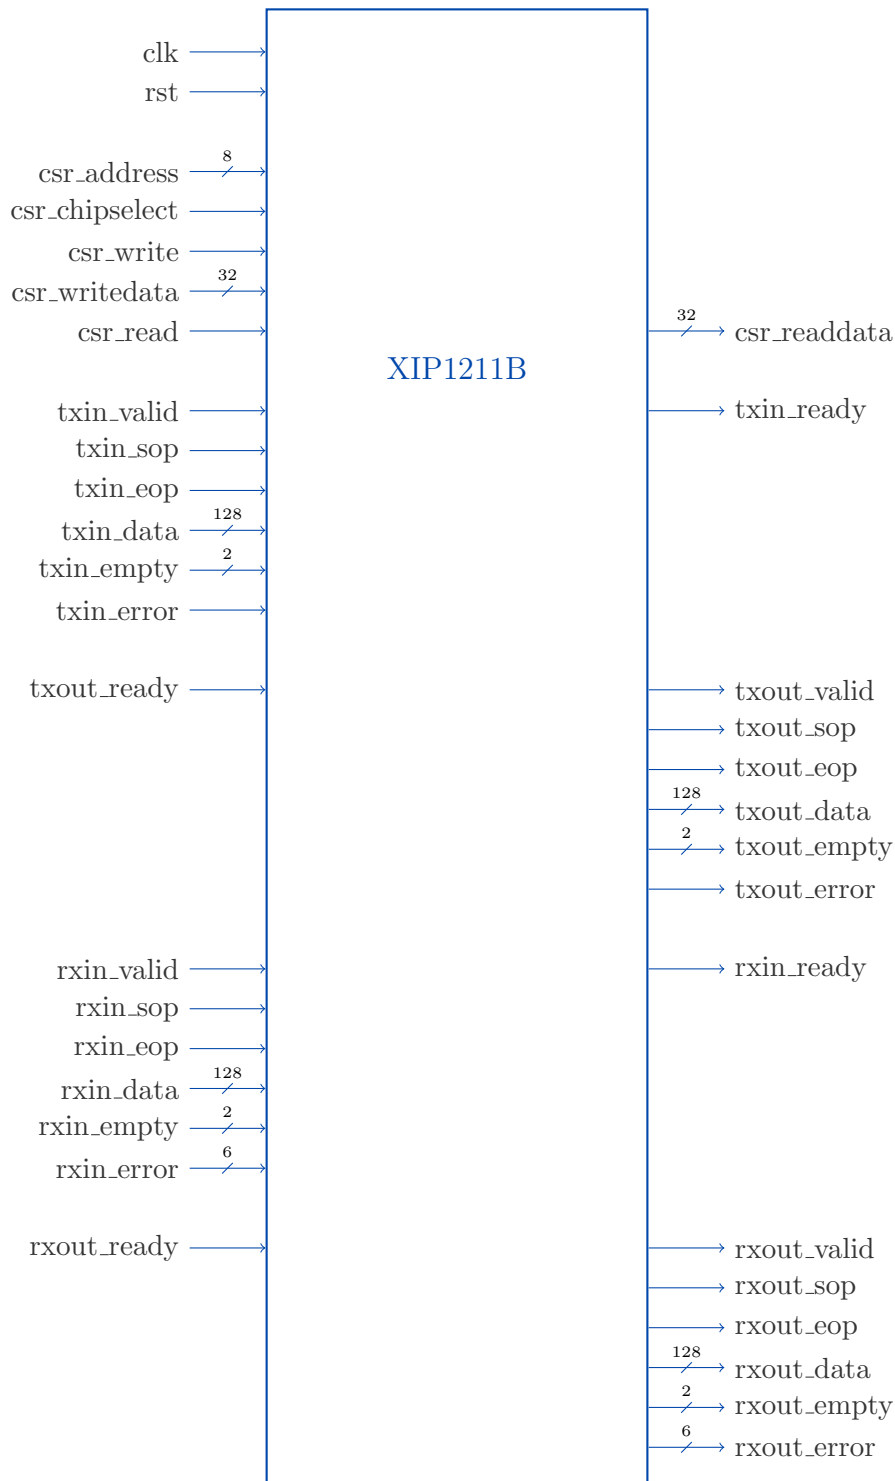 clk
rst
8
csr_address
csr_chipselect
csr_write
32
csr_writedata
csr_read
32
csr_readdata
XIP1211B
txin_valid
txin_ready
txin_sop
txin_eop
128
txin_data
2
txin_empty
txin_error
txout_ready
txout_valid
txout_sop
txout_eop
128
txout_data
2
txout_empty
txout_error
rxin_valid
rxin_ready
rxin_sop
rxin_eop
128
rxin_data
2
rxin_empty
6
rxin_error
rxout_ready
rxout_valid
rxout_sop
rxout_eop
128
rxout_data
2
rxout_empty
6
rxout_error